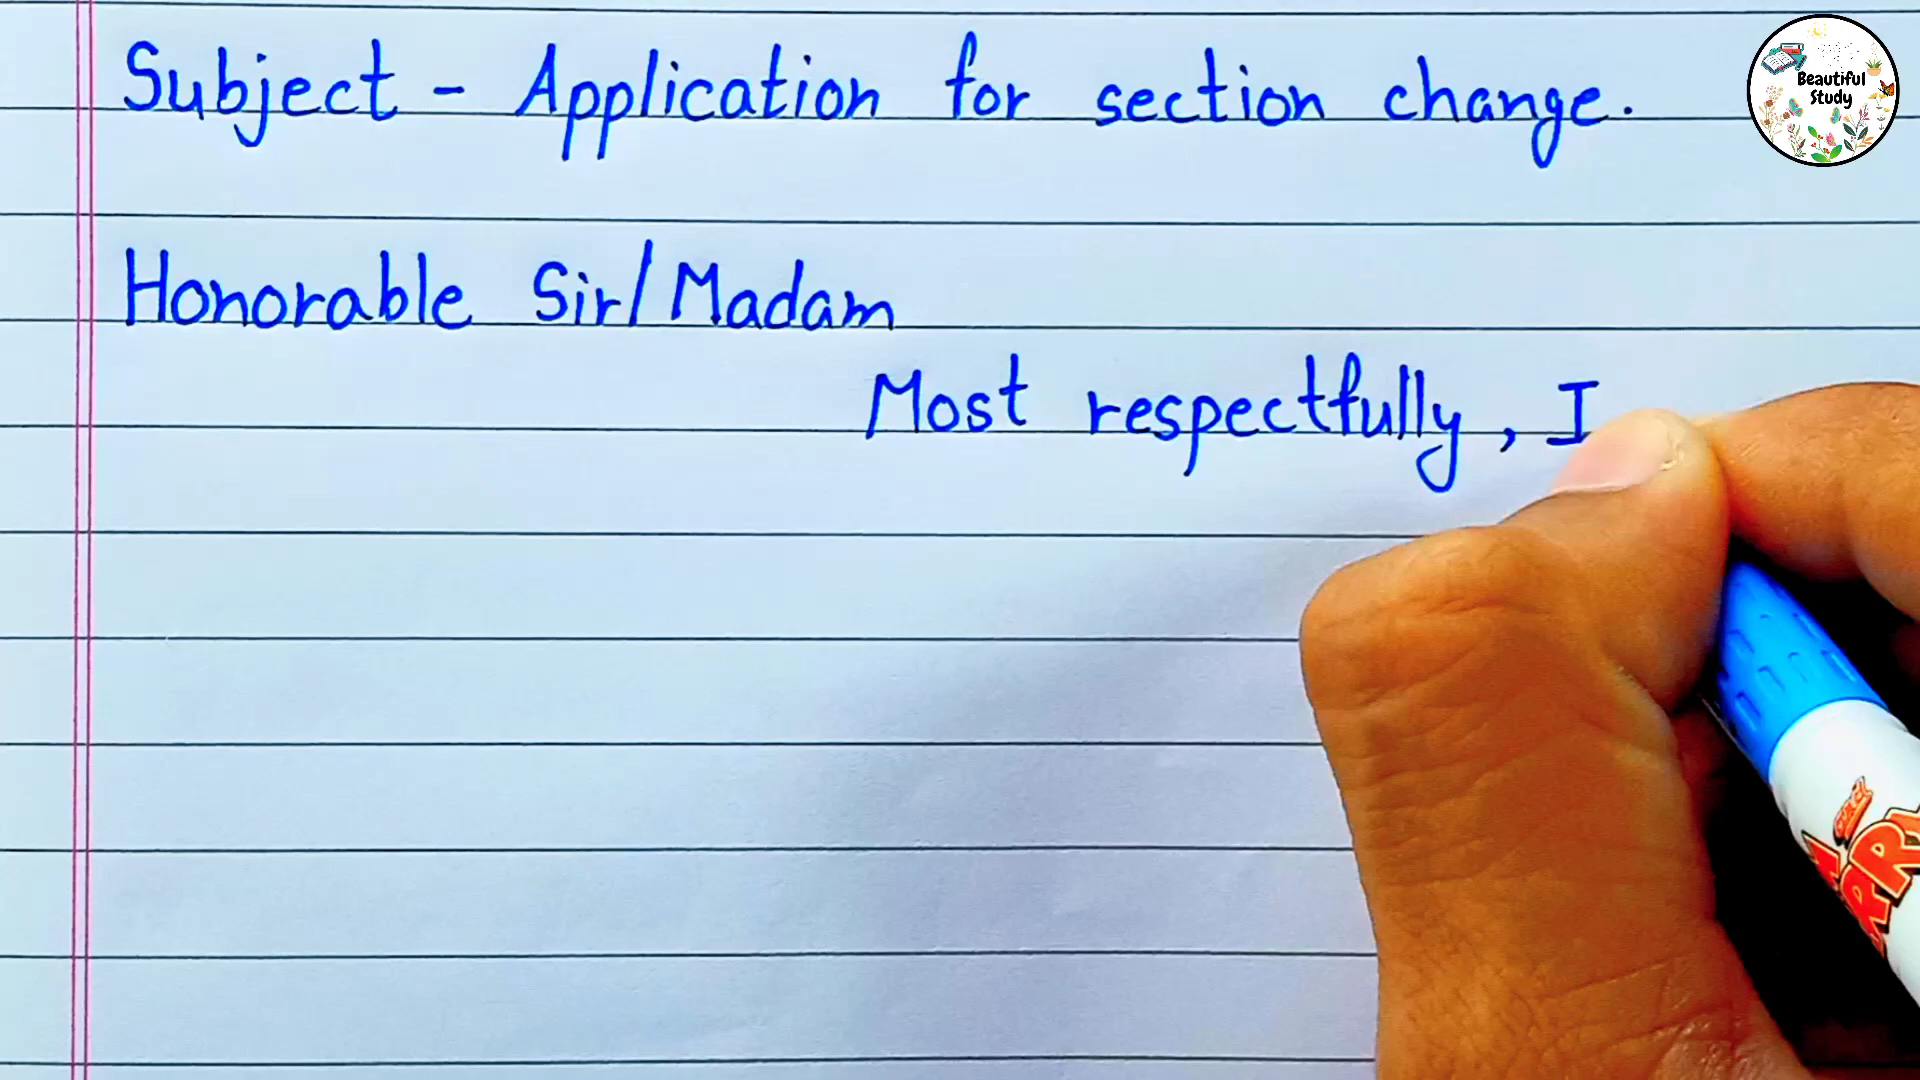 Subject - Application for section change.
Beautiful
Study
Honorable Sir/Madam
Most respectfully, I